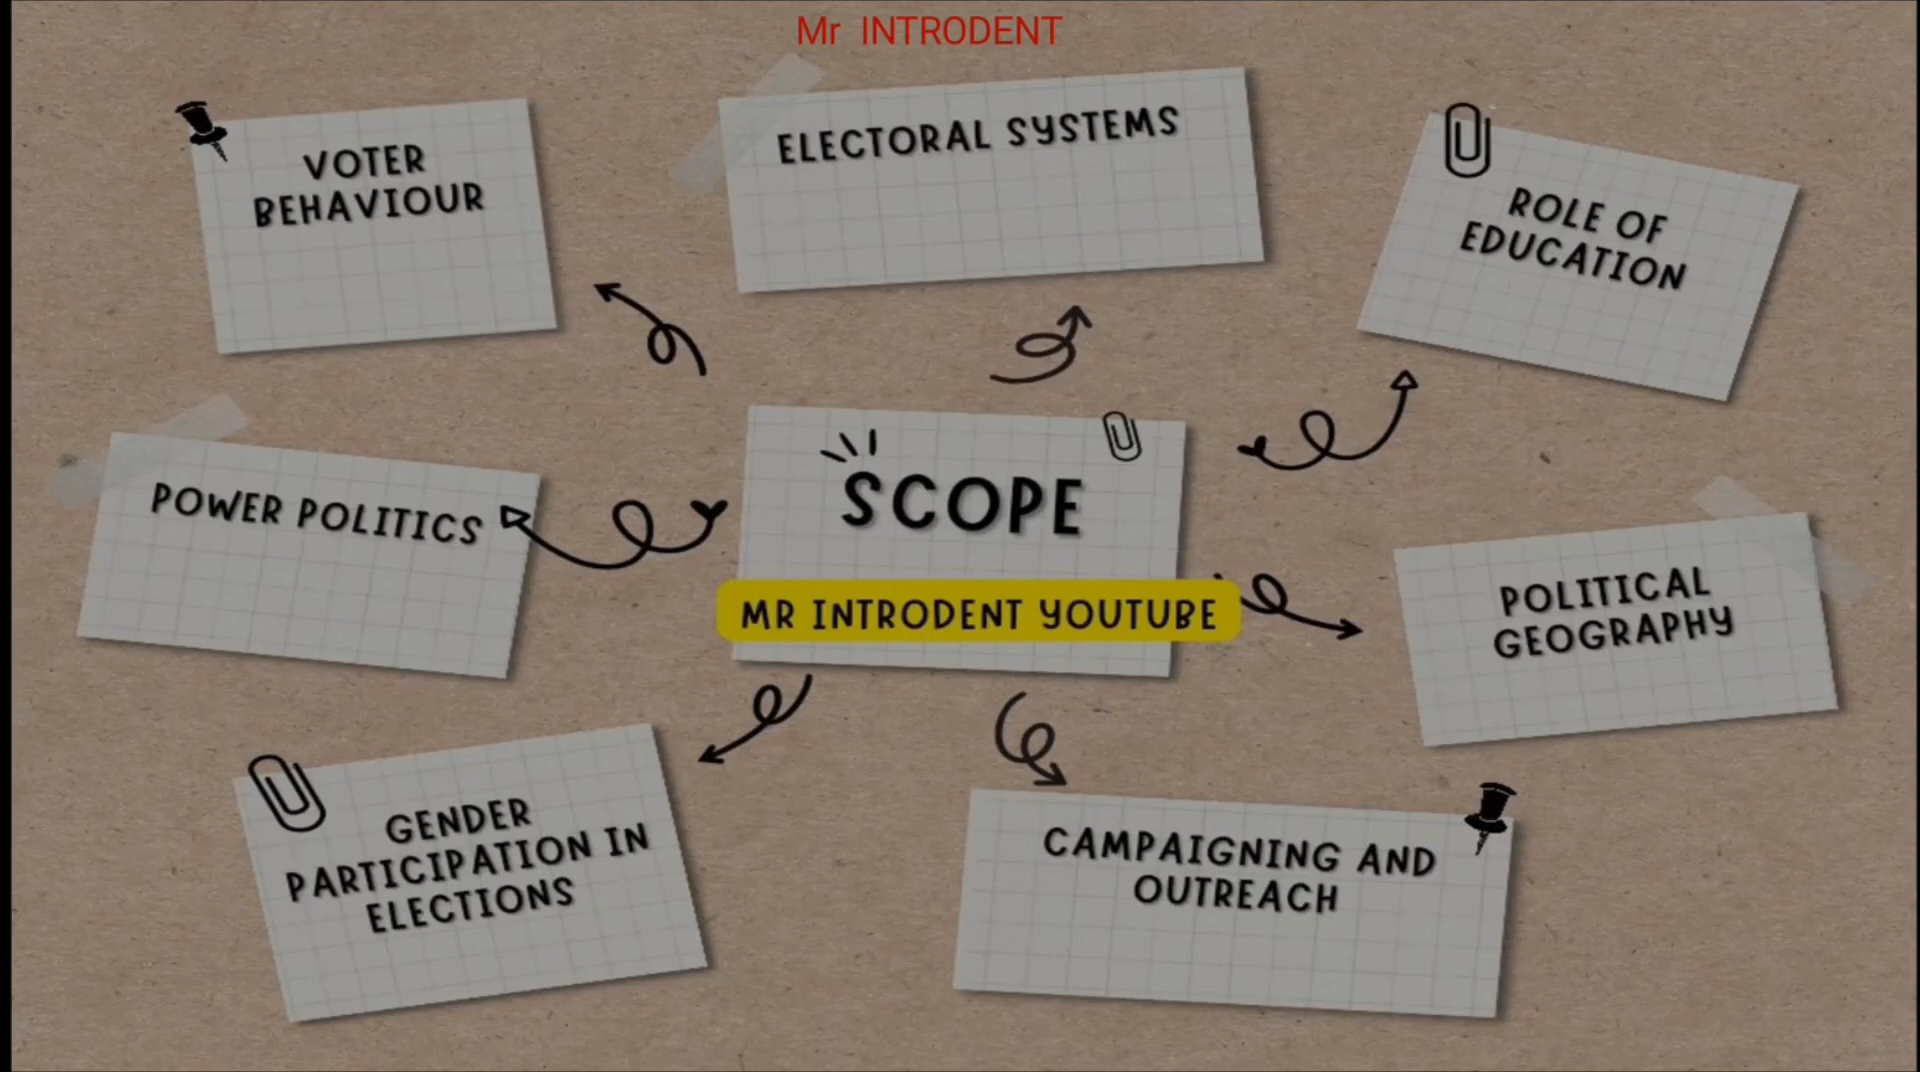 Mr INTRODENT
VOTER
BEHAVIOUR
ELECTORAL SYSTEMS
ROLE OF
EDUCATION
POWER POLITICS
SCOPE
MR INTRODENT YOUTUBE
POLITICAL
GEOGRAPHY
GENDER
PARTICIPATION IN
ELECTIONS
CAMPAIGNING AND
OUTREACH